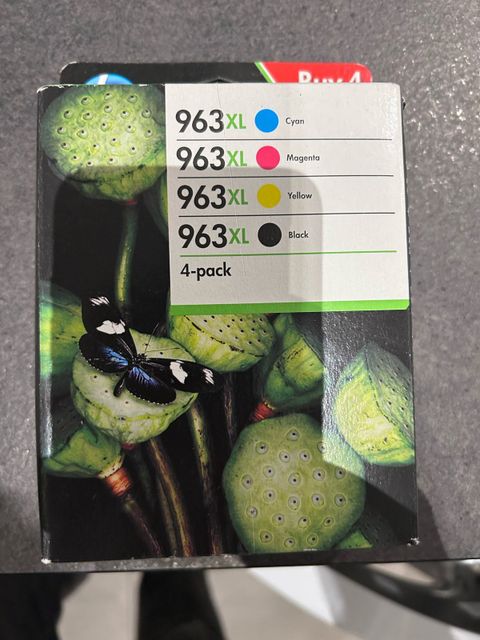 Buy 4
963XL Cyan
963XL Magenta
963XL Yellow
963XL Black
4-pack